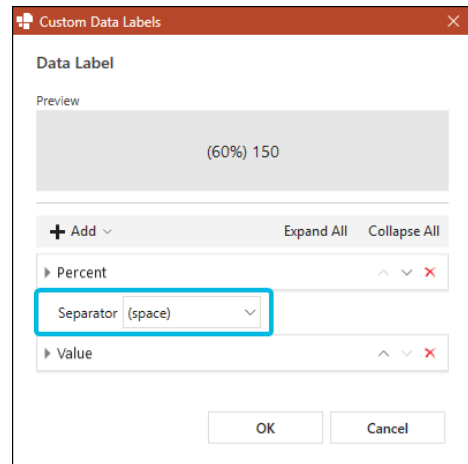 Custom Data Labels
Data Label
Preview
(60%) 150
Add Expand All Collapse All
Percent
Separator (space)
Value
OK Cancel